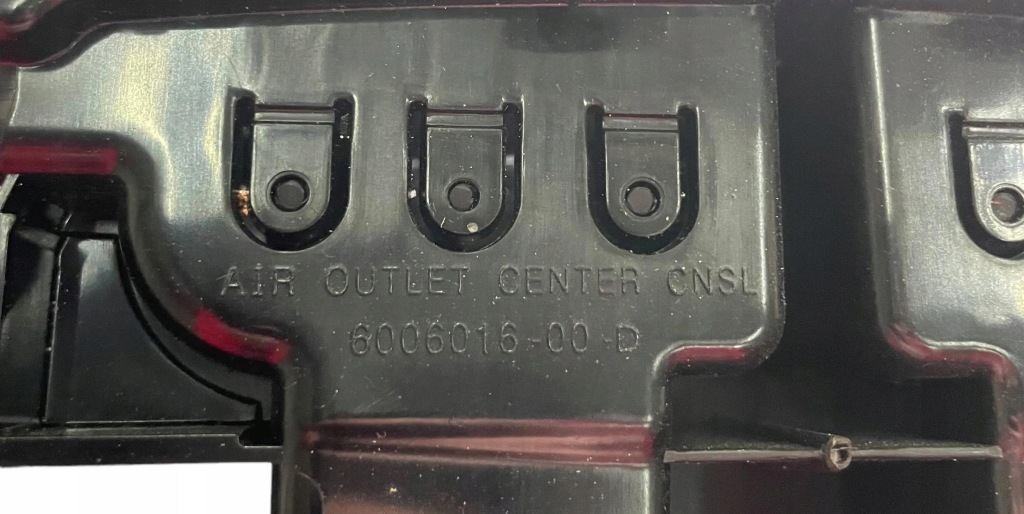 AIR OUTLET CENTER CNSL
6006016-00-D